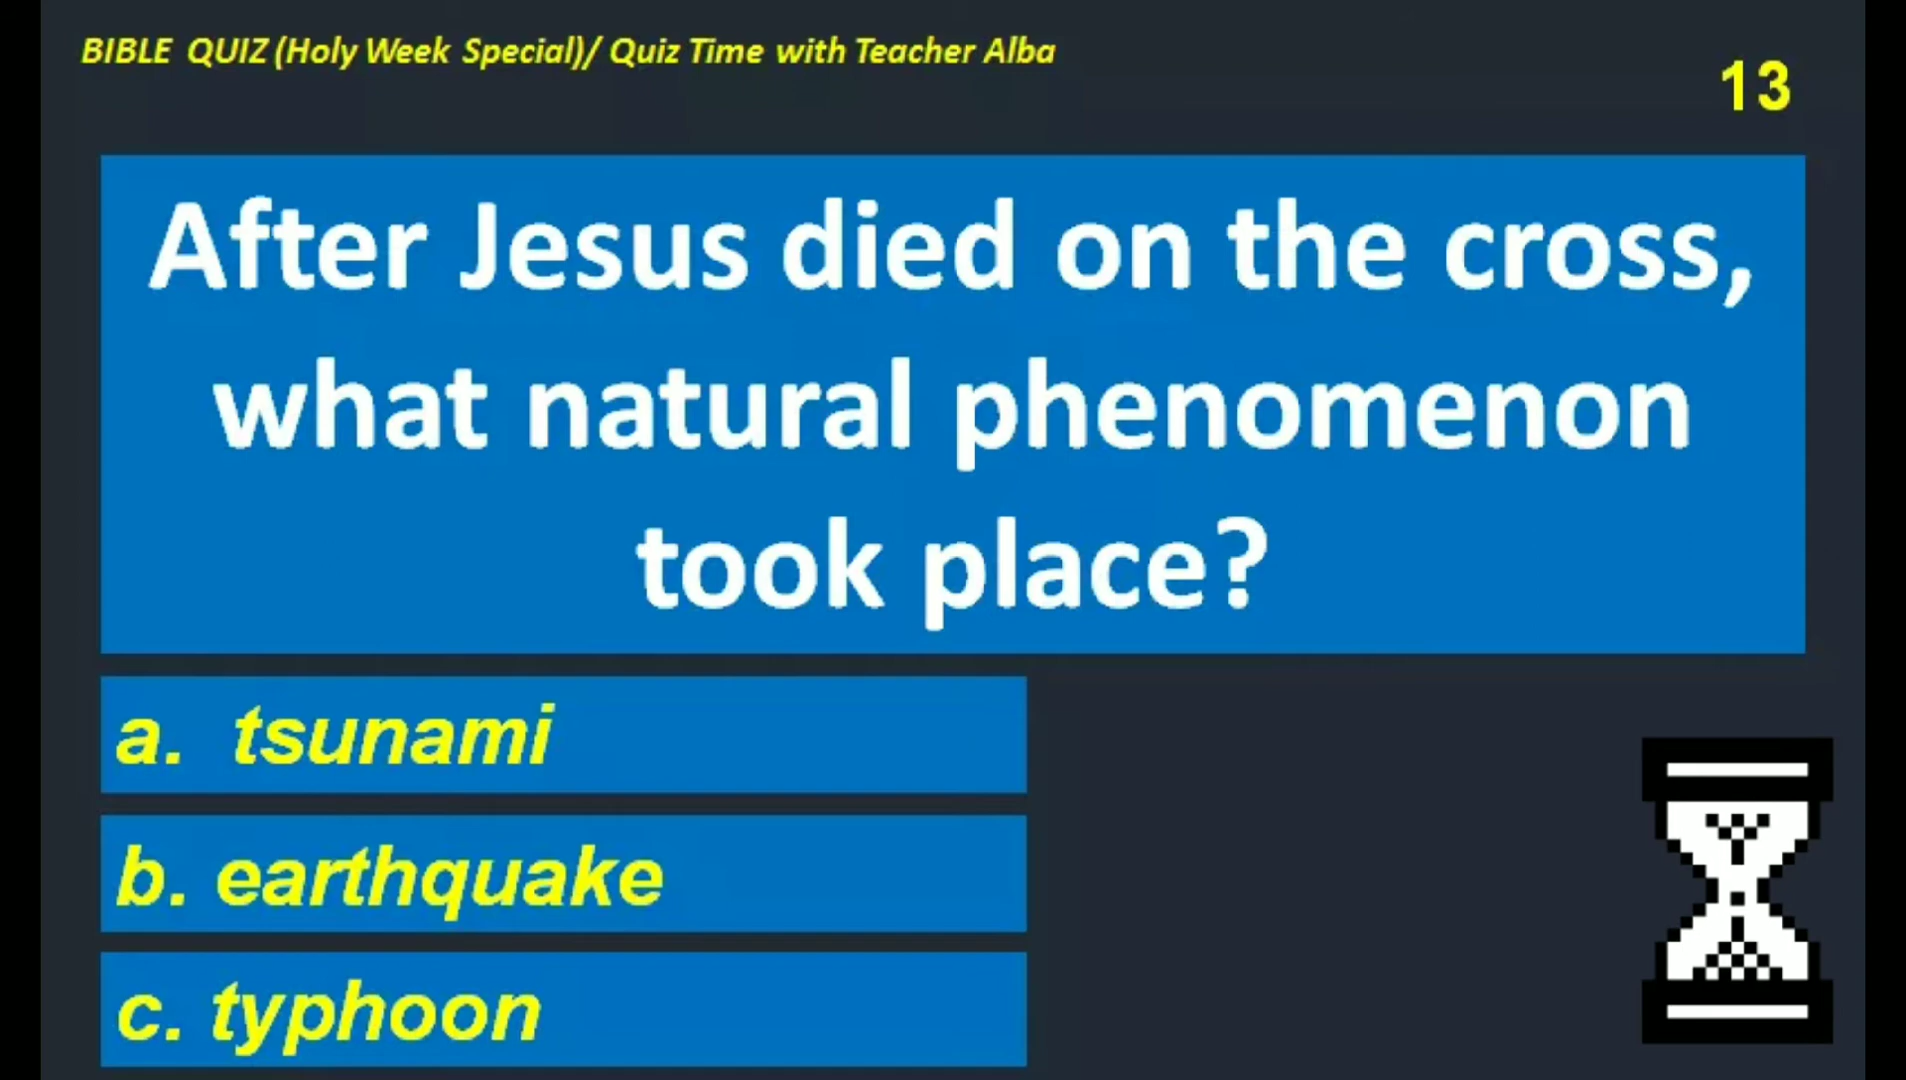 BIBLE QUIZ (Holy Week Special)/ Quiz Time with Teacher Alba
13
After Jesus died on the cross,
what natural phenomenon
took place?
a. tsunami
b. earthquake
c. typhoon